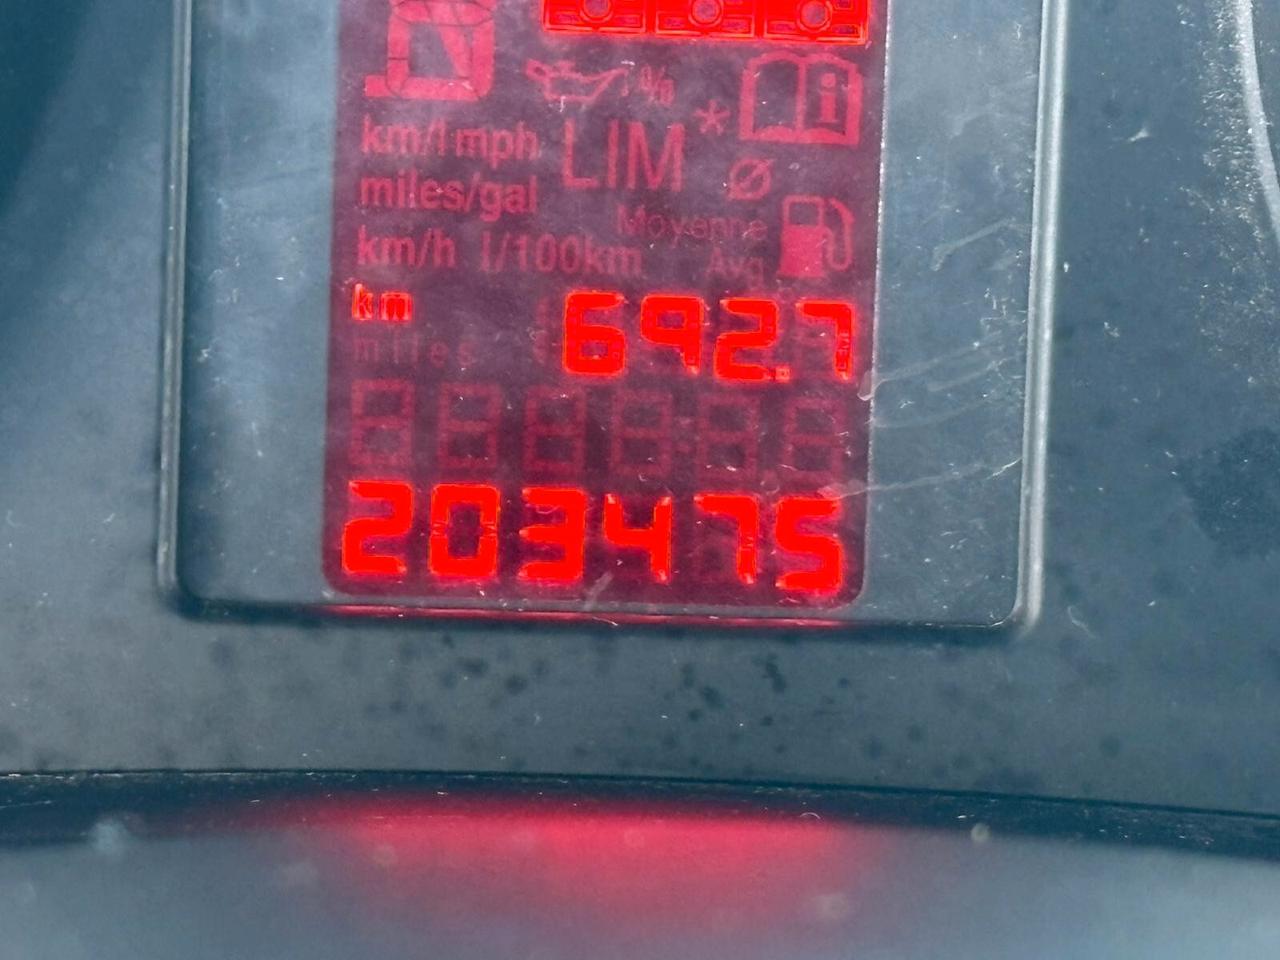 %
km/l mph LIM *
miles/gal Ø
Moyenne
km/h l/100km Avg
km 692.7
miles
203475